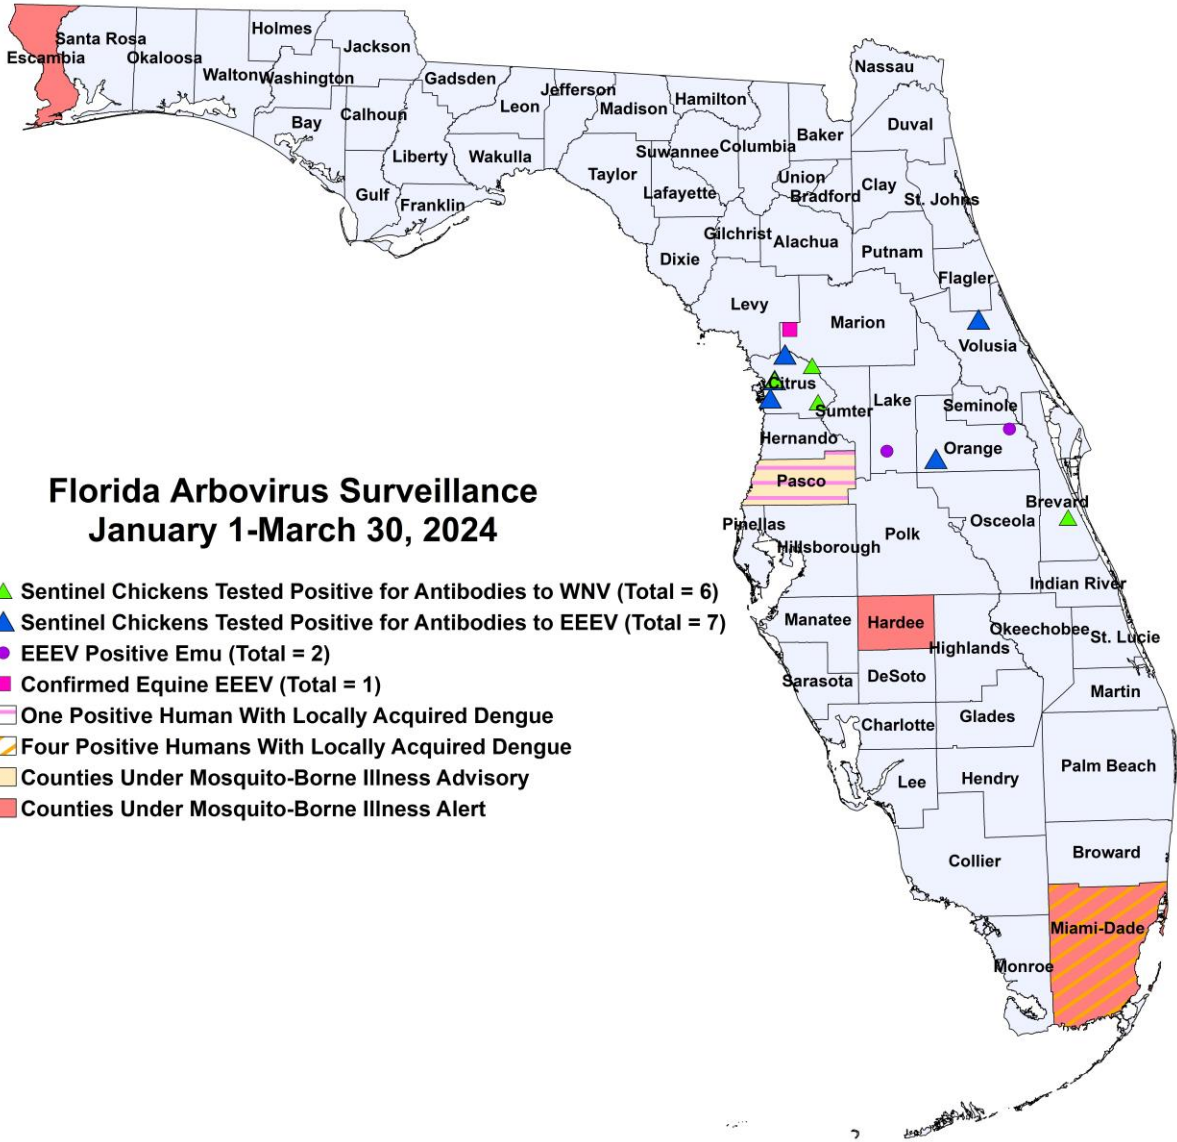 Holmes
Santa Rosa
Jackson
Escambia
Okaloosa
Walton
Washington
Gadsden
Nassau
Jefferson
Hamilton
Leon
Madison
Calhoun
Bay
Duval
Baker
Columbia
Suwannee
Liberty
Wakulla
Taylor
Union
Clay
Lafayette
Bradford
St. Johns
Gulf
Franklin
Gilchrist
Alachua
Putnam
Dixie
Flagler
Levy
Marion
Volusia
Citrus
Lake
Seminole
Sumter
Hernando
Orange
Pasco
Florida Arbovirus Surveillance
January 1-March 30, 2024
Brevard
Pinellas
Osceola
Polk
Hillsborough
Indian River
Sentinel Chickens Tested Positive for Antibodies to WNV (Total = 6)
Sentinel Chickens Tested Positive for Antibodies to EEEV (Total = 7)
EEEV Positive Emu (Total = 2)
Confirmed Equine EEEV (Total = 1)
One Positive Human With Locally Acquired Dengue
Four Positive Humans With Locally Acquired Dengue
Counties Under Mosquito-Borne Illness Advisory
Counties Under Mosquito-Borne Illness Alert
Manatee
Hardee
Okeechobee
St. Lucie
Highlands
Sarasota
DeSoto
Martin
Charlotte
Glades
Palm Beach
Lee
Hendry
Broward
Collier
Miami-Dade
Monroe